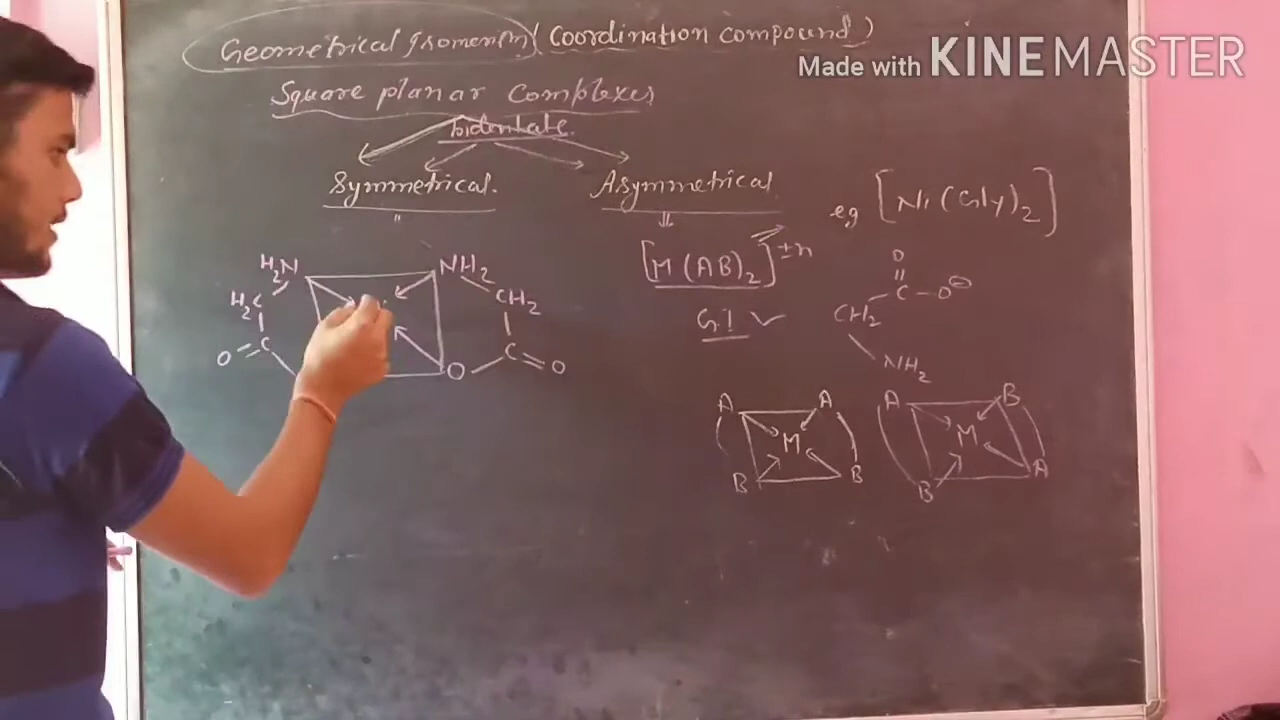 Geometrical Isomerism (Coordination compound)
Made with KINEMASTER
Square planar Complexes
bidentate.
Symmetrical.
Asymmetrical
eg [Ni(Gly)2]
[M(AB)2]±n
G.I ✓
O
C-O⊖
CH2
NH2
H2N
NH2
H2C
CH2
O=C
O
C=O
A A
M
B B
A B
M
B A